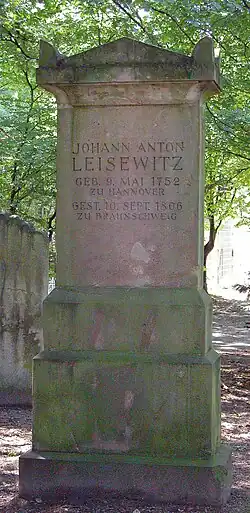 JOHANN ANTON
LEISEWITZ
GEB. 9. MAI 1752
ZU HANNOVER
GEST. 10. SEPT. 1806
ZU BRAUNSCHWEIG